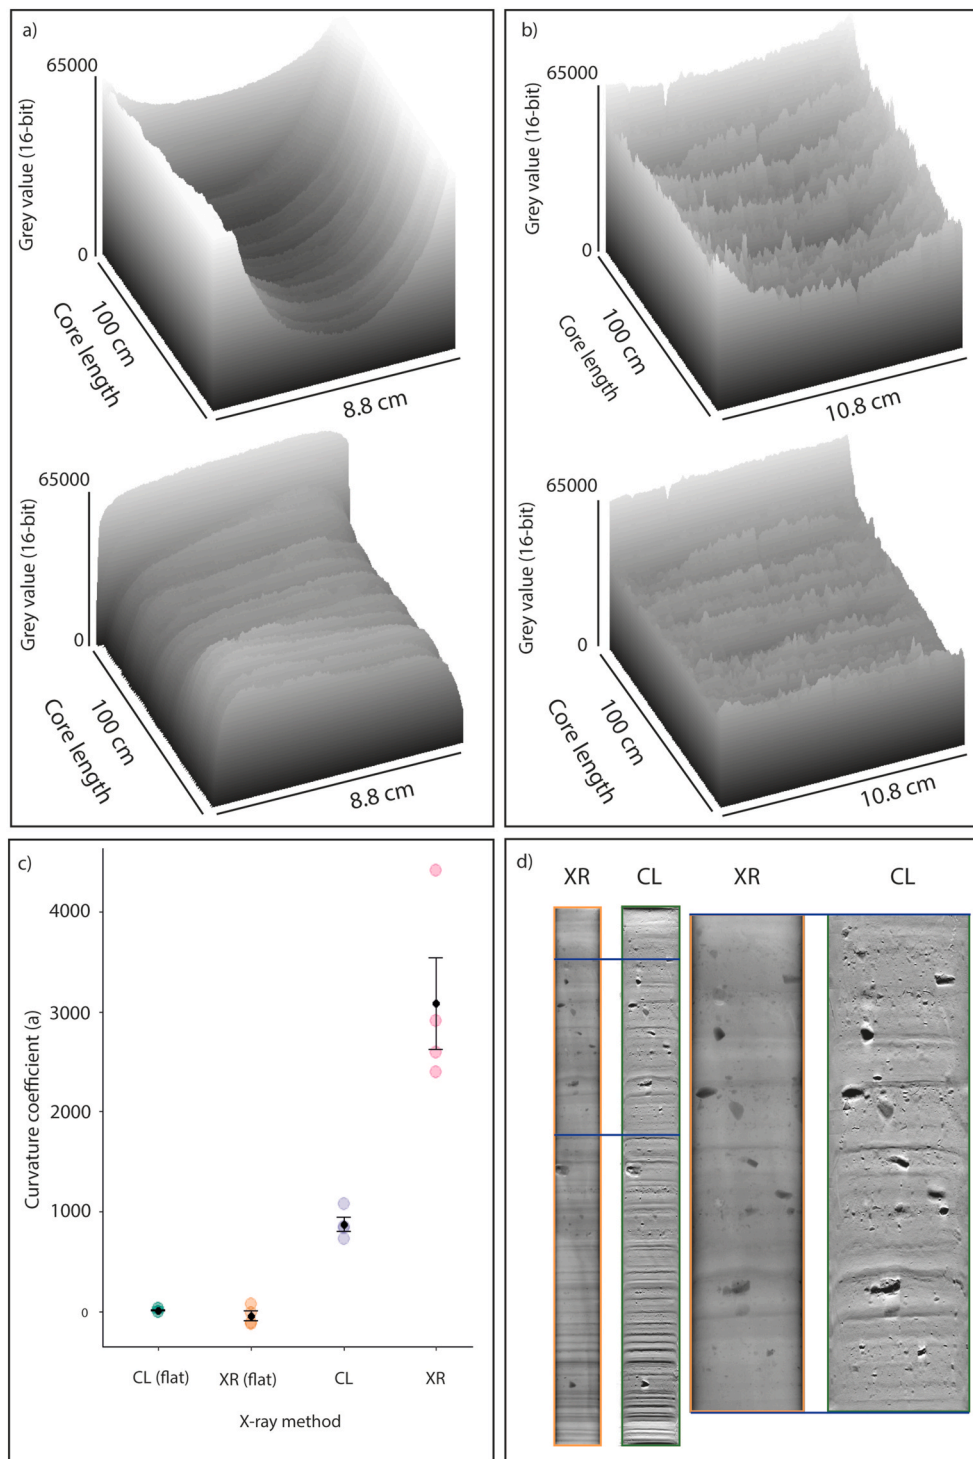 a)
65000
Grey value (16-bit)
0
100 cm
Core length
8.8 cm
65000
Grey value (16-bit)
0
100 cm
Core length
8.8 cm
b)
65000
Grey value (16-bit)
0
100 cm
Core length
10.8 cm
65000
Grey value (16-bit)
0
100 cm
Core length
10.8 cm
c)
Curvature coefficient (a)
4000
3000
2000
1000
0
CL (flat) XR (flat) CL XR
X-ray method
d)
XR CL XR CL